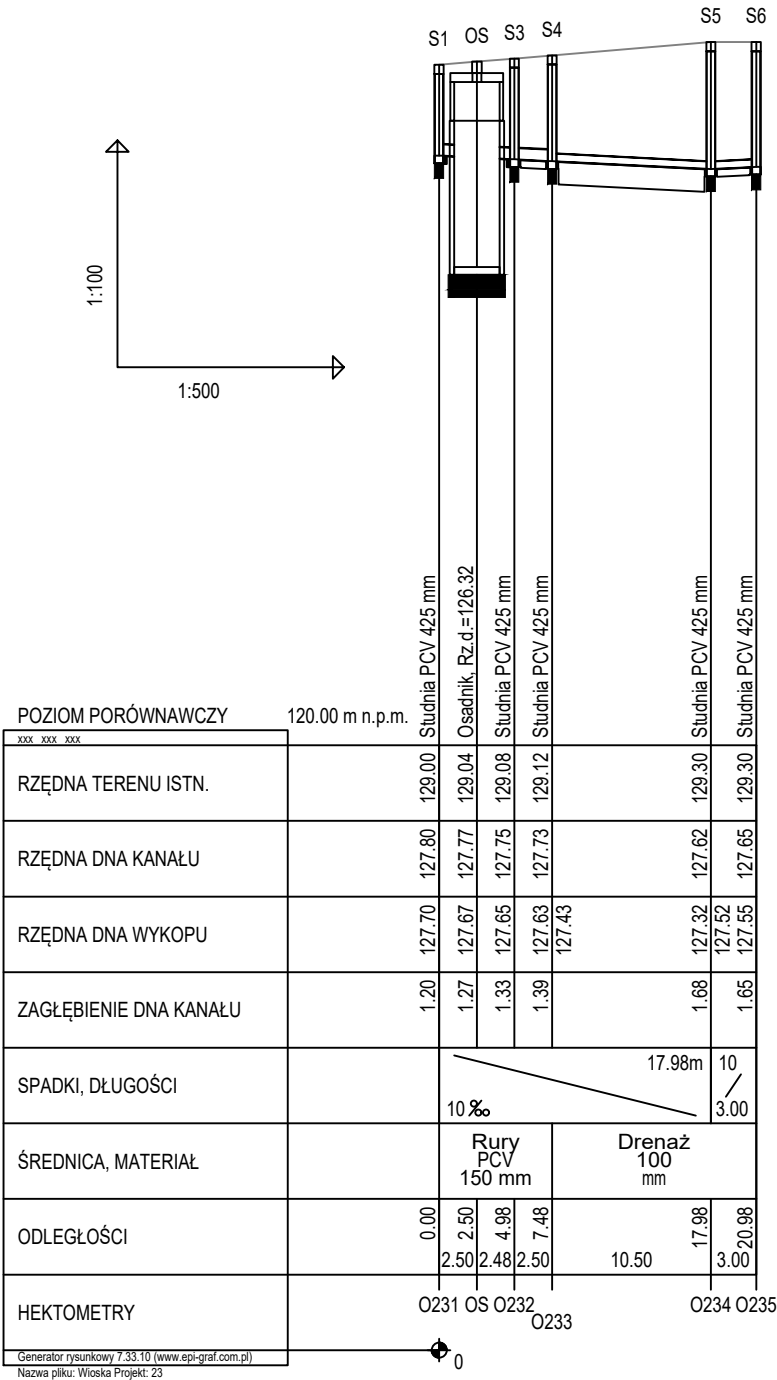 S1 OS S3 S4 S5 S6
1:100
1:500
Studnia PCV 425 mm
Osadnik, Rz.d.=126.32
Studnia PCV 425 mm
Studnia PCV 425 mm
Studnia PCV 425 mm
Studnia PCV 425 mm
POZIOM PORÓWNAWCZY 120.00 m n.p.m.
xxx xxx xxx
RZĘDNA TERENU ISTN. 129.00 129.04 129.08 129.12 129.30 129.30
RZĘDNA DNA KANAŁU 127.80 127.77 127.75 127.73 127.62 127.65
RZĘDNA DNA WYKOPU 127.70 127.67 127.65 127.63 127.43 127.32 127.52 127.55
ZAGŁĘBIENIE DNA KANAŁU 1.20 1.27 1.33 1.39 1.68 1.65
SPADKI, DŁUGOŚCI
17.98m 10
10 ‰ 3.00
ŚREDNICA, MATERIAŁ
Rury Drenaż
PCV 100
150 mm mm
ODLEGŁOŚCI
0.00 2.50 4.98 7.48 17.98 20.98
2.50 2.48 2.50 10.50 3.00
HEKTOMETRY
O231 OS O232 O234 O235
O233
0
Generator rysunkowy 7.33.10 (www.epi-graf.com.pl)
Nazwa pliku: Wioska Projekt: 23